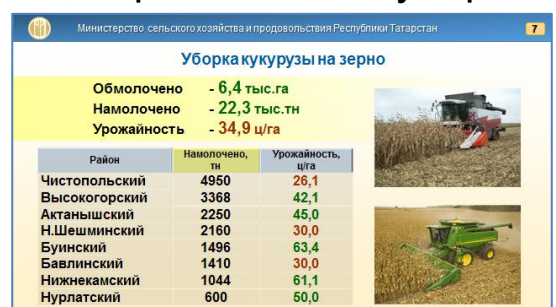 Министерство сельского хозяйства и продовольствия Республики Татарстан
7
Уборка кукурузы на зерно
Обмолочено - 6,4 тыс.га
Намолочено - 22,3 тыс.тн
Урожайность - 34,9 ц/га
Район Намолочено, тн Урожайность, ц/га
Чистопольский 4950 26,1
Высокогорский 3368 42,1
Актанышский 2250 45,0
Н.Шешминский 2160 30,0
Буинский 1496 63,4
Бавлинский 1410 30,0
Нижнекамский 1044 61,1
Нурлатский 600 50,0